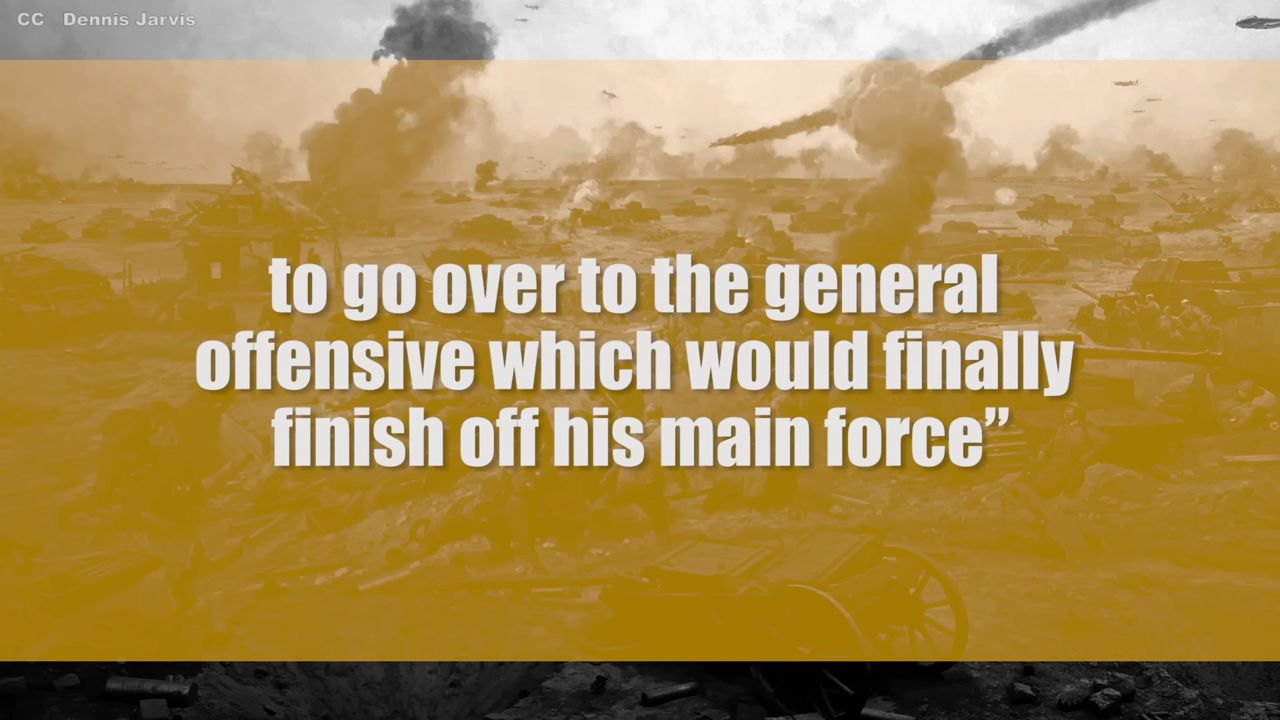 CC Dennis Jarvis
to go over to the general
offensive which would finally
finish off his main force”